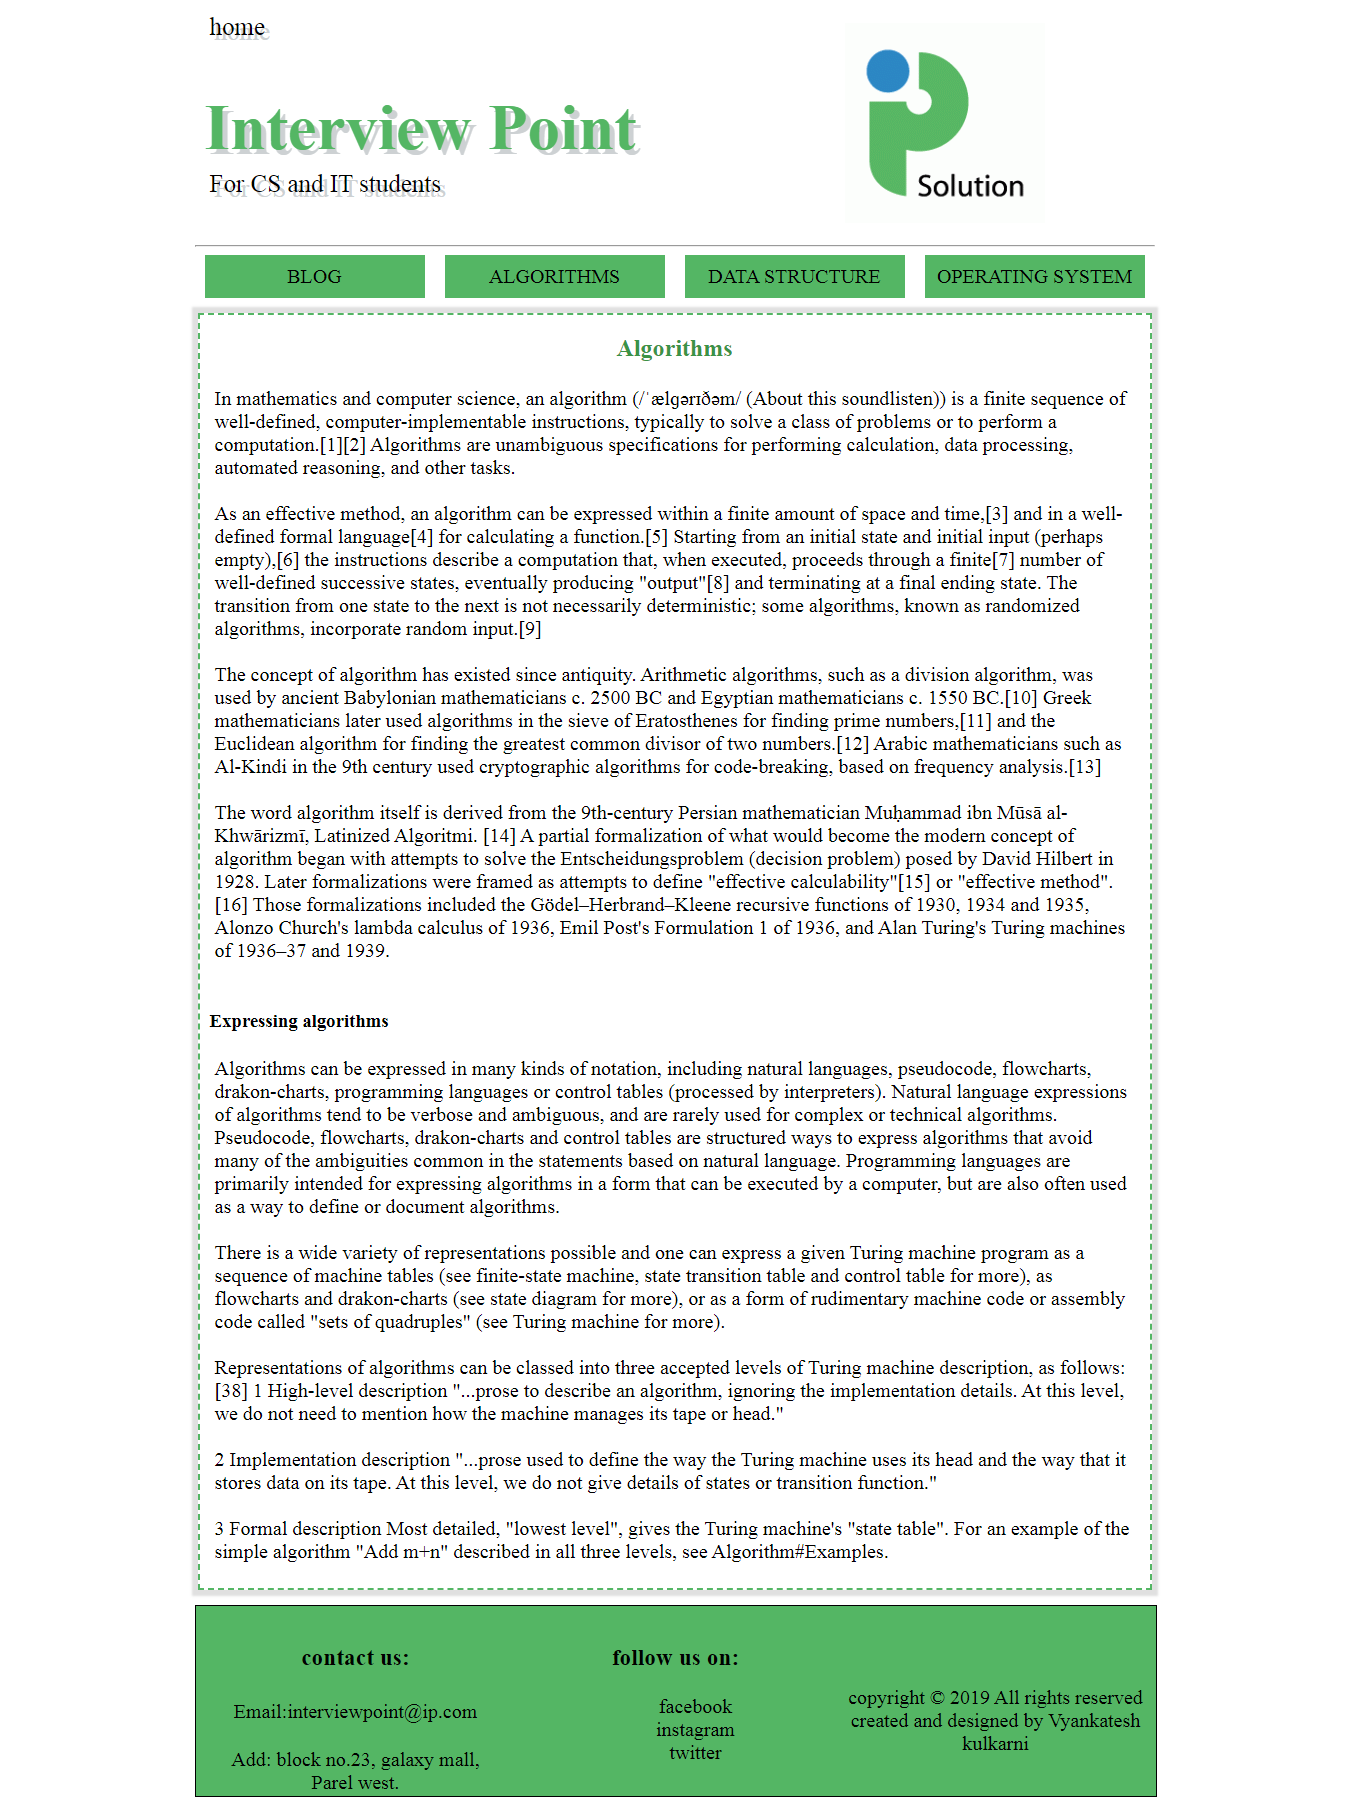 home
Interview Point
For CS and IT students
Solution
BLOG
ALGORITHMS
DATA STRUCTURE
OPERATING SYSTEM
Algorithms
In mathematics and computer science, an algorithm (/ˈælɡərɪðəm/ (About this soundlisten)) is a finite sequence of
well-defined, computer-implementable instructions, typically to solve a class of problems or to perform a
computation.[1][2] Algorithms are unambiguous specifications for performing calculation, data processing,
automated reasoning, and other tasks.
As an effective method, an algorithm can be expressed within a finite amount of space and time,[3] and in a well-
defined formal language[4] for calculating a function.[5] Starting from an initial state and initial input (perhaps
empty),[6] the instructions describe a computation that, when executed, proceeds through a finite[7] number of
well-defined successive states, eventually producing "output"[8] and terminating at a final ending state. The
transition from one state to the next is not necessarily deterministic; some algorithms, known as randomized
algorithms, incorporate random input.[9]
The concept of algorithm has existed since antiquity. Arithmetic algorithms, such as a division algorithm, was
used by ancient Babylonian mathematicians c. 2500 BC and Egyptian mathematicians c. 1550 BC.[10] Greek
mathematicians later used algorithms in the sieve of Eratosthenes for finding prime numbers,[11] and the
Euclidean algorithm for finding the greatest common divisor of two numbers.[12] Arabic mathematicians such as
Al-Kindi in the 9th century used cryptographic algorithms for code-breaking, based on frequency analysis.[13]
The word algorithm itself is derived from the 9th-century Persian mathematician Muḥammad ibn Mūsā al-
Khwārizmī, Latinized Algoritmi. [14] A partial formalization of what would become the modern concept of
algorithm began with attempts to solve the Entscheidungsproblem (decision problem) posed by David Hilbert in
1928. Later formalizations were framed as attempts to define "effective calculability"[15] or "effective method".
[16] Those formalizations included the Gödel–Herbrand–Kleene recursive functions of 1930, 1934 and 1935,
Alonzo Church's lambda calculus of 1936, Emil Post's Formulation 1 of 1936, and Alan Turing's Turing machines
of 1936–37 and 1939.
Expressing algorithms
Algorithms can be expressed in many kinds of notation, including natural languages, pseudocode, flowcharts,
drakon-charts, programming languages or control tables (processed by interpreters). Natural language expressions
of algorithms tend to be verbose and ambiguous, and are rarely used for complex or technical algorithms.
Pseudocode, flowcharts, drakon-charts and control tables are structured ways to express algorithms that avoid
many of the ambiguities common in the statements based on natural language. Programming languages are
primarily intended for expressing algorithms in a form that can be executed by a computer, but are also often used
as a way to define or document algorithms.
There is a wide variety of representations possible and one can express a given Turing machine program as a
sequence of machine tables (see finite-state machine, state transition table and control table for more), as
flowcharts and drakon-charts (see state diagram for more), or as a form of rudimentary machine code or assembly
code called "sets of quadruples" (see Turing machine for more).
Representations of algorithms can be classed into three accepted levels of Turing machine description, as follows:
[38] 1 High-level description "...prose to describe an algorithm, ignoring the implementation details. At this level,
we do not need to mention how the machine manages its tape or head."
2 Implementation description "...prose used to define the way the Turing machine uses its head and the way that it
stores data on its tape. At this level, we do not give details of states or transition function."
3 Formal description Most detailed, "lowest level", gives the Turing machine's "state table". For an example of the
simple algorithm "Add m+n" described in all three levels, see Algorithm#Examples.
contact us:
Email:interviewpoint@ip.com
Add: block no.23, galaxy mall,
Parel west.
follow us on:
facebook
instagram
twitter
copyright © 2019 All rights reserved
created and designed by Vyankatesh
kulkarni